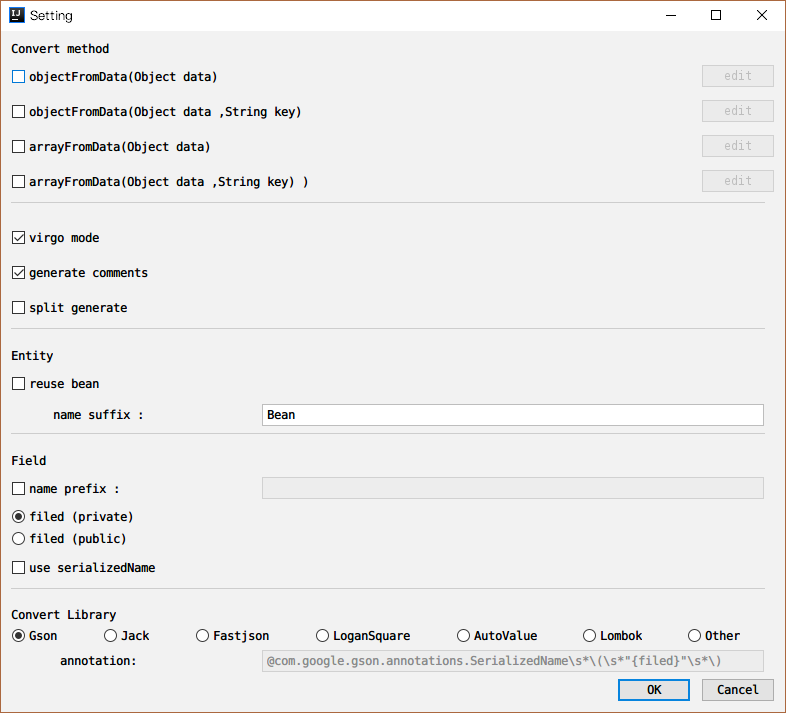 IJ Setting
Convert method
objectFromData(Object data) edit
objectFromData(Object data ,String key) edit
arrayFromData(Object data) edit
arrayFromData(Object data ,String key) ) edit
virgo mode
generate comments
split generate
Entity
reuse bean
name suffix : Bean
Field
name prefix :
filed (private)
filed (public)
use serializedName
Convert Library
Gson Jack Fastjson LoganSquare AutoValue Lombok Other
annotation: @com.google.gson.annotations.SerializedName\s*\(\s*"{filed}"\s*\)
OK Cancel